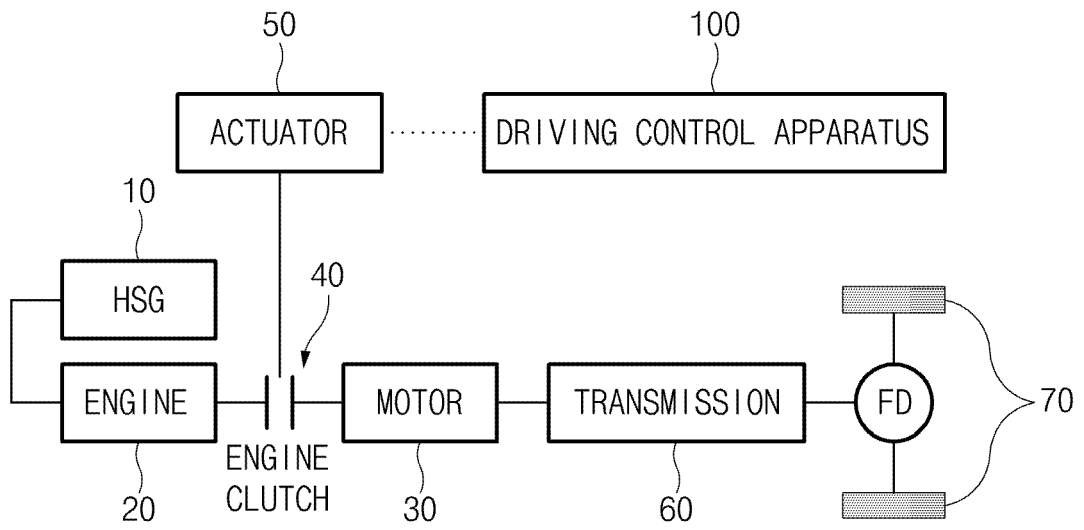 50
100
ACTUATOR
DRIVING CONTROL APPARATUS
10
HSG
40
ENGINE
MOTOR
TRANSMISSION
FD
70
ENGINE
CLUTCH
20
30
60